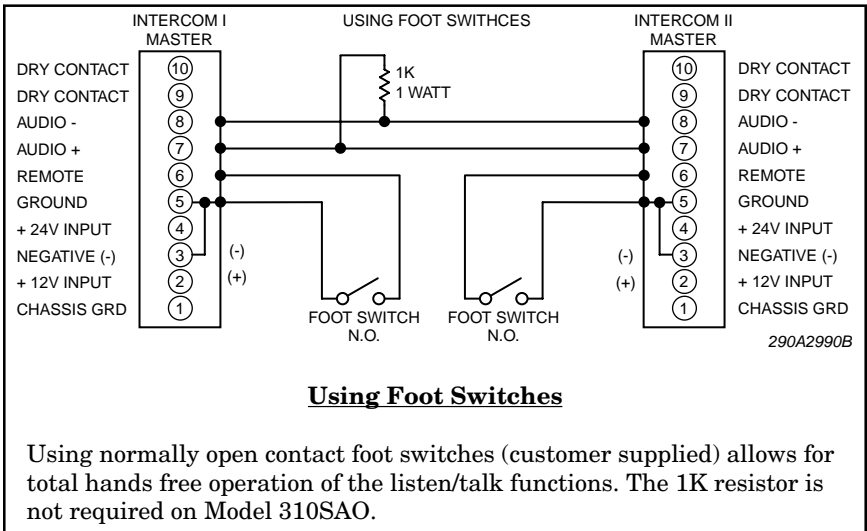 INTERCOM I
MASTER
USING FOOT SWITHCES
INTERCOM II
MASTER
DRY CONTACT 10
DRY CONTACT 9
AUDIO - 8
AUDIO + 7
REMOTE 6
GROUND 5
+ 24V INPUT 4
NEGATIVE (-) 3 (-)
+ 12V INPUT 2 (+)
CHASSIS GRD 1
1K
1 WATT
FOOT SWITCH
N.O.
FOOT SWITCH
N.O.
10 DRY CONTACT
9 DRY CONTACT
8 AUDIO -
7 AUDIO +
6 REMOTE
5 GROUND
4 + 24V INPUT
(-) 3 NEGATIVE (-)
(+) 2 + 12V INPUT
1 CHASSIS GRD
290A2990B
Using Foot Switches
Using normally open contact foot switches (customer supplied) allows for
total hands free operation of the listen/talk functions. The 1K resistor is
not required on Model 310SAO.